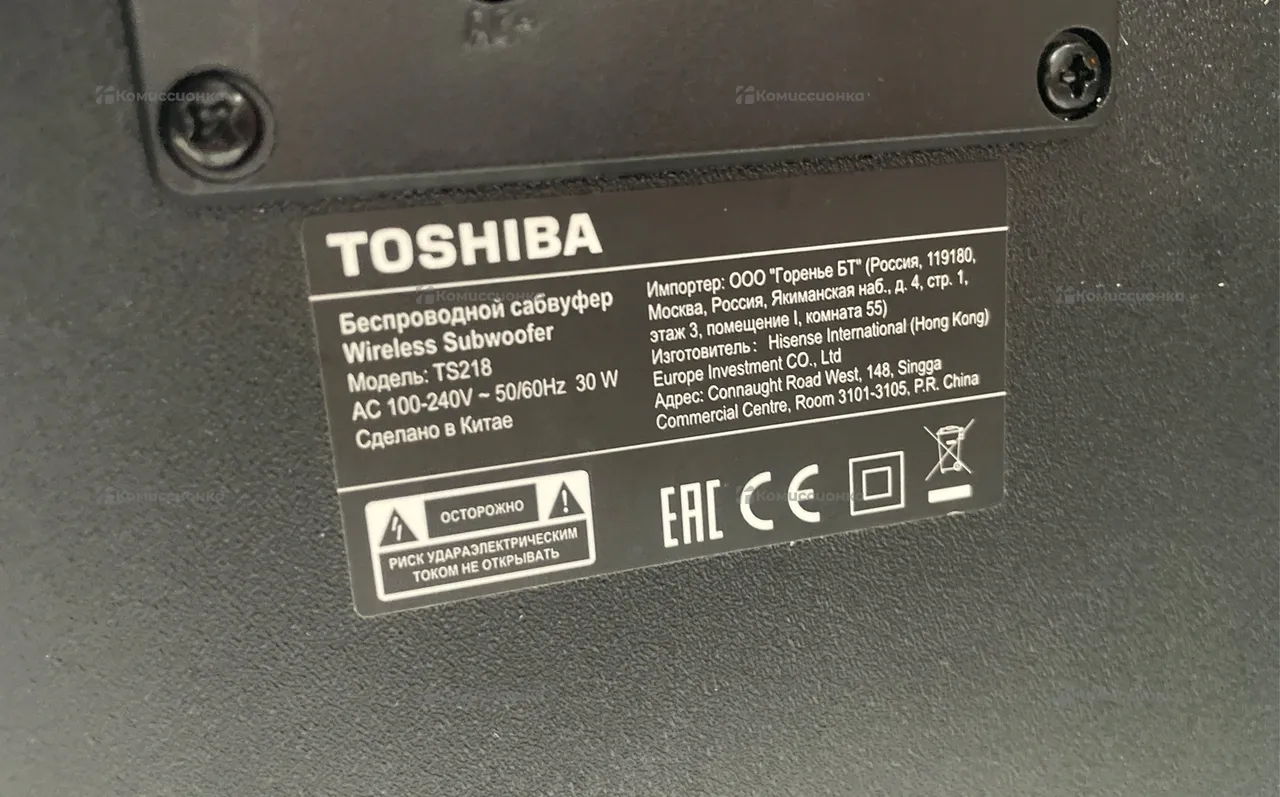 TOSHIBA
Беспроводной сабвуфер
Wireless Subwoofer
Модель: TS218
AC 100-240V ~ 50/60Hz 30 W
Сделано в Китае
Импортер: ООО "Горенье БТ" (Россия, 119180,
Москва, Россия, Якиманская наб., д. 4, стр. 1,
этаж 3, помещение I, комната 55)
Изготовитель: Hisense International (Hong Kong)
Europe Investment CO., Ltd
Адрес: Connaught Road West, 148, Singga
Commercial Centre, Room 3101-3105, P.R. China
ОСТОРОЖНО
РИСК УДАРАЭЛЕКТРИЧЕСКИМ
ТОКОМ НЕ ОТКРЫВАТЬ
EAC CE
Комиссионка
Комиссионка
Комиссионка
Комиссионка
Комиссионка
Комиссионка